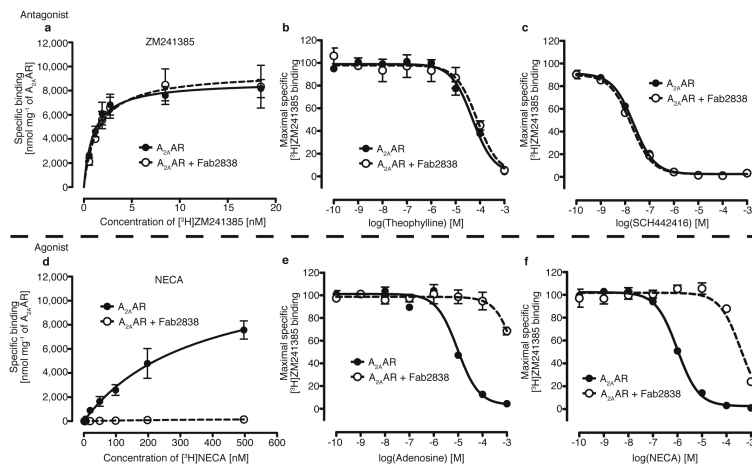 Antagonist
a
ZM241385
12,000
10,000
8,000
6,000
4,000
2,000
0
Specific binding
[nmol mg⁻¹ of A2AAR]
A2AAR
A2AAR + Fab2838
0 5 10 15 20
Concentration of [³H]ZM241385 [nM]
b
120
100
80
60
40
20
0
Maximal specific
[³H]ZM241385 binding
A2AAR
A2AAR + Fab2838
-10 -9 -8 -7 -6 -5 -4 -3
log(Theophylline) [M]
c
120
100
80
60
40
20
0
Maximal specific
[³H]ZM241385 binding
A2AAR
A2AAR + Fab2838
-10 -9 -8 -7 -6 -5 -4 -3
log(SCH442416) [M]
Agonist
d
NECA
12,000
10,000
8,000
6,000
4,000
2,000
0
Specific binding
[nmol mg⁻¹ of A2AAR]
A2AAR
A2AAR + Fab2838
0 100 200 300 400 500 600
Concentration of [³H]NECA [nM]
e
120
100
80
60
40
20
0
Maximal specific
[³H]ZM241385 binding
A2AAR
A2AAR + Fab2838
-10 -9 -8 -7 -6 -5 -4 -3
log(Adenosine) [M]
f
120
100
80
60
40
20
0
Maximal specific
[³H]ZM241385 binding
A2AAR
A2AAR + Fab2838
-10 -9 -8 -7 -6 -5 -4 -3
log(NECA) [M]